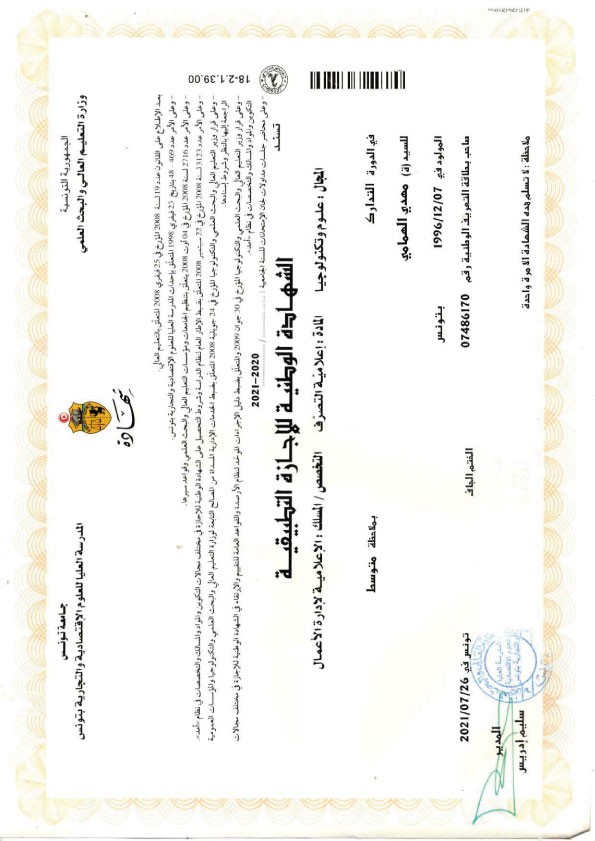 الجمهورية التونسية
وزارة التعليم العالي والبحث العلمي
جامعة تونس
المدرسة العليا للعلوم الإقتصادية والتجارية بتونس
شهادة
بعد الإطلاع على القانون عدد 19 لسنة 2008 المؤرخ في 25 فيفري 2008 المتعلّق بالتعليم العالي.
– وعلى الأمر عدد 469 - 48 بتاريخ 23 فيفري 1998 المتعلّق بإحداث المدرسة العليا للعلوم الإقتصادية والتجارية بتونس.
– وعلى الأمر عدد 2716 لسنة 2008 المؤرخ في 04 أوت 2008 يتعلّق بتنظيم الجامعات ومؤسسات التعليم العالي والبحث العلمي وقواعد سيرها.
– وعلى الأمر عدد 3123 لسنة 2008 المؤرخ في 22 سبتمبر 2008 المتعلّق بضبط الإطار العام لنظام الدراسة وشروط التحصيل على الشهادة الوطنية للإجازة في مختلف مجالات التكوين والمواد والمسالك والتخصصات في نظام «أمد».
– وعلى قرار وزير التعليم العالي والبحث العلمي والتكنولوجيا المؤرخ في 24 جويلية 2008 المتعلّق بضبط الخدمات الإدارية المسداة من المصالح التابعة لوزارة التعليم العالي والبحث العلمي والتكنولوجيا والمؤسسات العمومية
الراجعة إليها بالنظر وشروط إسنادها.
– وعلى قرار وزير التعليم العالي والبحث العلمي والتكنولوجيا المؤرخ في 30 جوان 2009 والمتعلّق بضبط دليل الإجراءات الموحّد لنظام الأرصدة والقواعد العامة للتقييم والإرتقاء في الشهادة الوطنية للإجازة في مختلف مجالات
التكوين والمواد والمسالك والتخصصات في نظام «أمد».
– وعلى محاضر جلسات مداولات لجان الإمتحانات للسنة الجامعية : ............. / .............
2021-2020
تسند
الشهادة الوطنية للإجازة التطبيقية
المجال : علوم وتكنولوجيا المادة : إعلاميّة التصرّف التخصص / المسلك : الإعلامية لإدارة الأعمال
في الدورة التدارك بملاحظة متوسط
للسيد (ة) مهدي الهمامي
المولود في 1996/12/07 بتونس
صاحب بطاقة التعريف الوطنية رقم 07486170 الختم الجاف تونس في 2021/07/26
المدير
سليم إدريس
المدرسة العليا
للعلوم الإقتصادية
والتجارية بتونس
ملاحظة : لا تسلم هذه الشهادة الا مرة واحدة
18-2.1.39.00